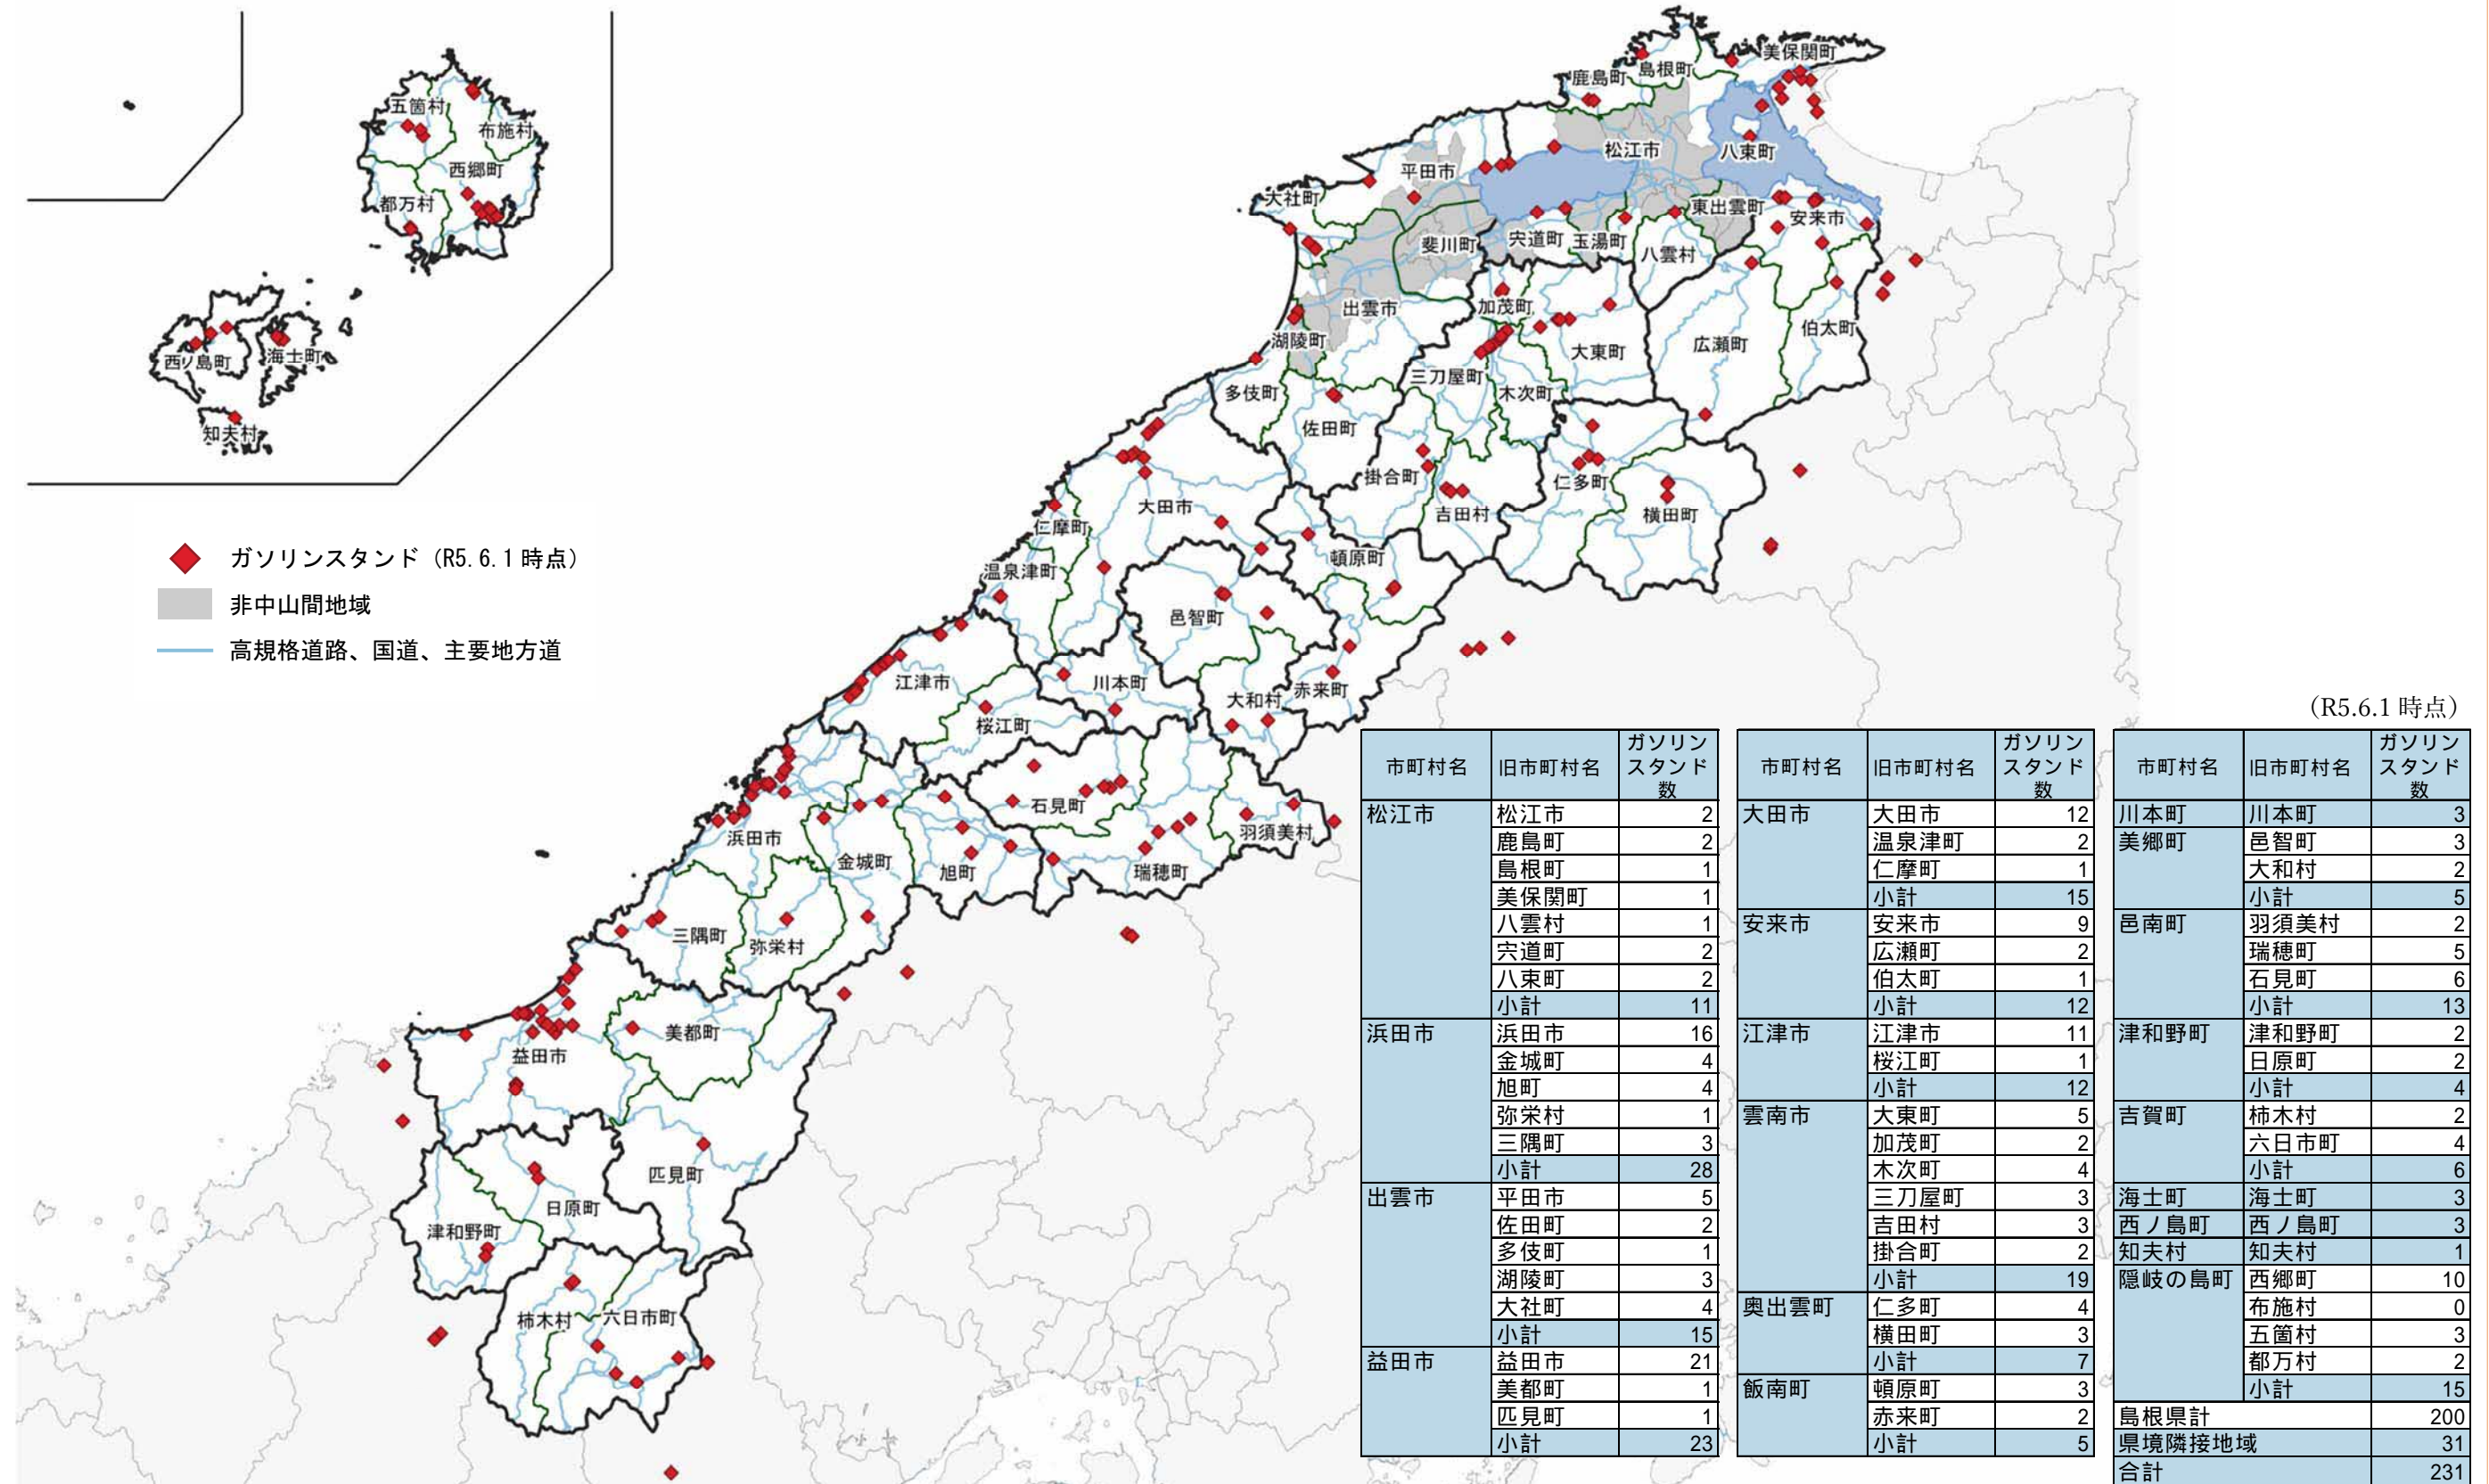 美保関町
島根町
鹿島町
松江市
八束町
平田市
大社町
東出雲町
安来市
斐川町
宍道町
玉湯町
八雲村
出雲市
加茂町
湖陵町
大東町
広瀬町
伯太町
三刀屋町
木次町
多伎町
佐田町
掛合町
仁多町
吉田村
横田町
大田市
仁摩町
頓原町
温泉津町
邑智町
江津市
川本町
大和村
赤来町
桜江町
石見町
羽須美村
浜田市
金城町
旭町
瑞穂町
三隅町
弥栄村
美都町
益田市
匹見町
日原町
津和野町
柿木村
六日市町
五箇村
布施村
西郷町
都万村
西ノ島町
海士町
知夫村
ガソリンスタンド（R5.6.1時点）
非中山間地域
高規格道路、国道、主要地方道
（R5.6.1時点）
市町村名 旧市町村名 ガソリンスタンド数
松江市 松江市 2
鹿島町 2
島根町 1
美保関町 1
八雲村 1
宍道町 2
八束町 2
小計 11
浜田市 浜田市 16
金城町 4
旭町 4
弥栄村 1
三隅町 3
小計 28
出雲市 平田市 5
佐田町 2
多伎町 1
湖陵町 3
大社町 4
小計 15
益田市 益田市 21
美都町 1
匹見町 1
小計 23
市町村名 旧市町村名 ガソリンスタンド数
大田市 大田市 12
温泉津町 2
仁摩町 1
小計 15
安来市 安来市 9
広瀬町 2
伯太町 1
小計 12
江津市 江津市 11
桜江町 1
小計 12
雲南市 大東町 5
加茂町 2
木次町 4
三刀屋町 3
吉田村 3
掛合町 2
小計 19
奥出雲町 仁多町 4
横田町 3
小計 7
飯南町 頓原町 3
赤来町 2
小計 5
市町村名 旧市町村名 ガソリンスタンド数
川本町 川本町 3
美郷町 邑智町 3
大和村 2
小計 5
邑南町 羽須美村 2
瑞穂町 5
石見町 6
小計 13
津和野町 津和野町 2
日原町 2
小計 4
吉賀町 柿木村 2
六日市町 4
小計 6
海士町 海士町 3
西ノ島町 西ノ島町 3
知夫村 知夫村 1
隠岐の島町 西郷町 10
布施村 0
五箇村 3
都万村 2
小計 15
島根県計 200
県境隣接地域 31
合計 231